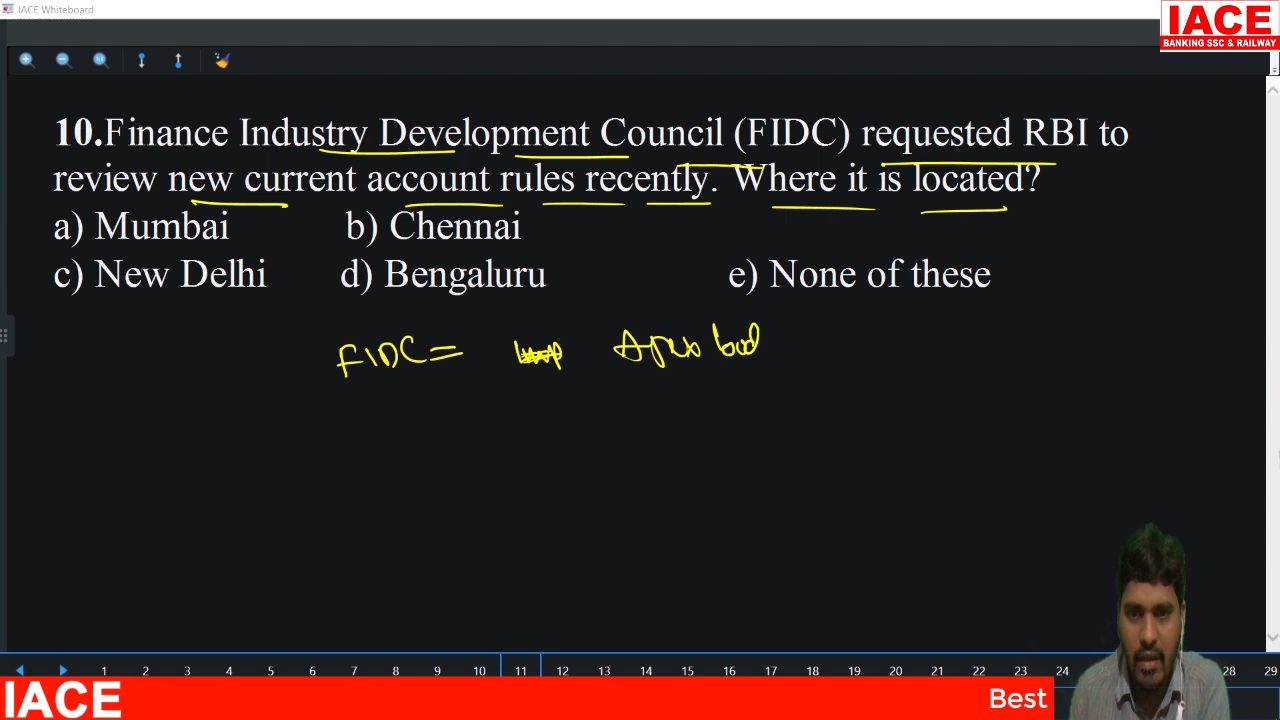 IACE Whiteboard
IACE
BANKING SSC & RAILWAY
10.Finance Industry Development Council (FIDC) requested RBI to
review new current account rules recently. Where it is located?
a) Mumbai b) Chennai
c) New Delhi d) Bengaluru e) None of these
FIDC = Apex bod
1 2 3 4 5 6 7 8 9 10 11 12 13 14 15 16 17 18 19 20 21 22 23 24 28 29
IACE
Best